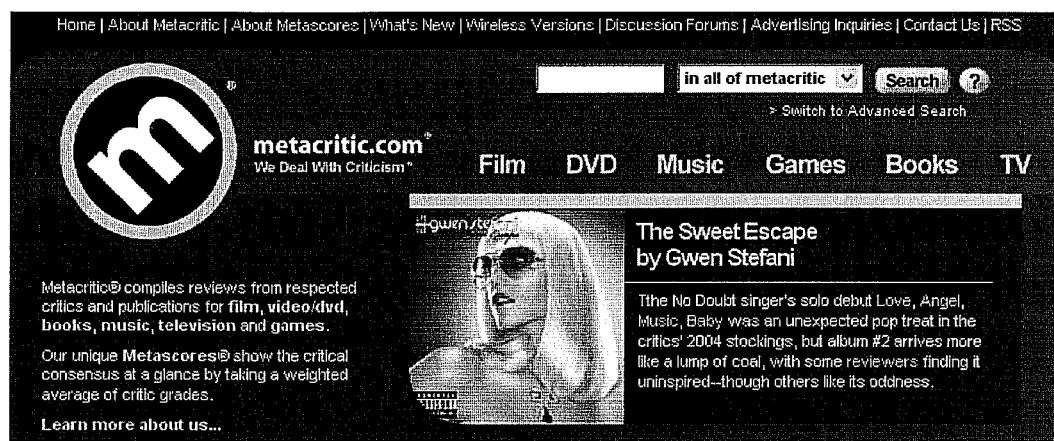 Home | About Metacritic | About Metascores | What's New | Wireless Versions | Discussion Forums | Advertising Inquiries | Contact Us | RSS
in all of metacritic Search ?
> Switch to Advanced Search
m®
metacritic.com®
We Deal With Criticism™
Film DVD Music Games Books TV
gwen stefani
The Sweet Escape
by Gwen Stefani
Metacritic® compiles reviews from respected
critics and publications for film, video/dvd,
books, music, television and games.
Our unique Metascores® show the critical
consensus at a glance by taking a weighted
average of critic grades.
Learn more about us...
Tthe No Doubt singer's solo debut Love, Angel,
Music, Baby was an unexpected pop treat in the
critics' 2004 stockings, but album #2 arrives more
like a lump of coal, with some reviewers finding it
uninspired--though others like its oddness.